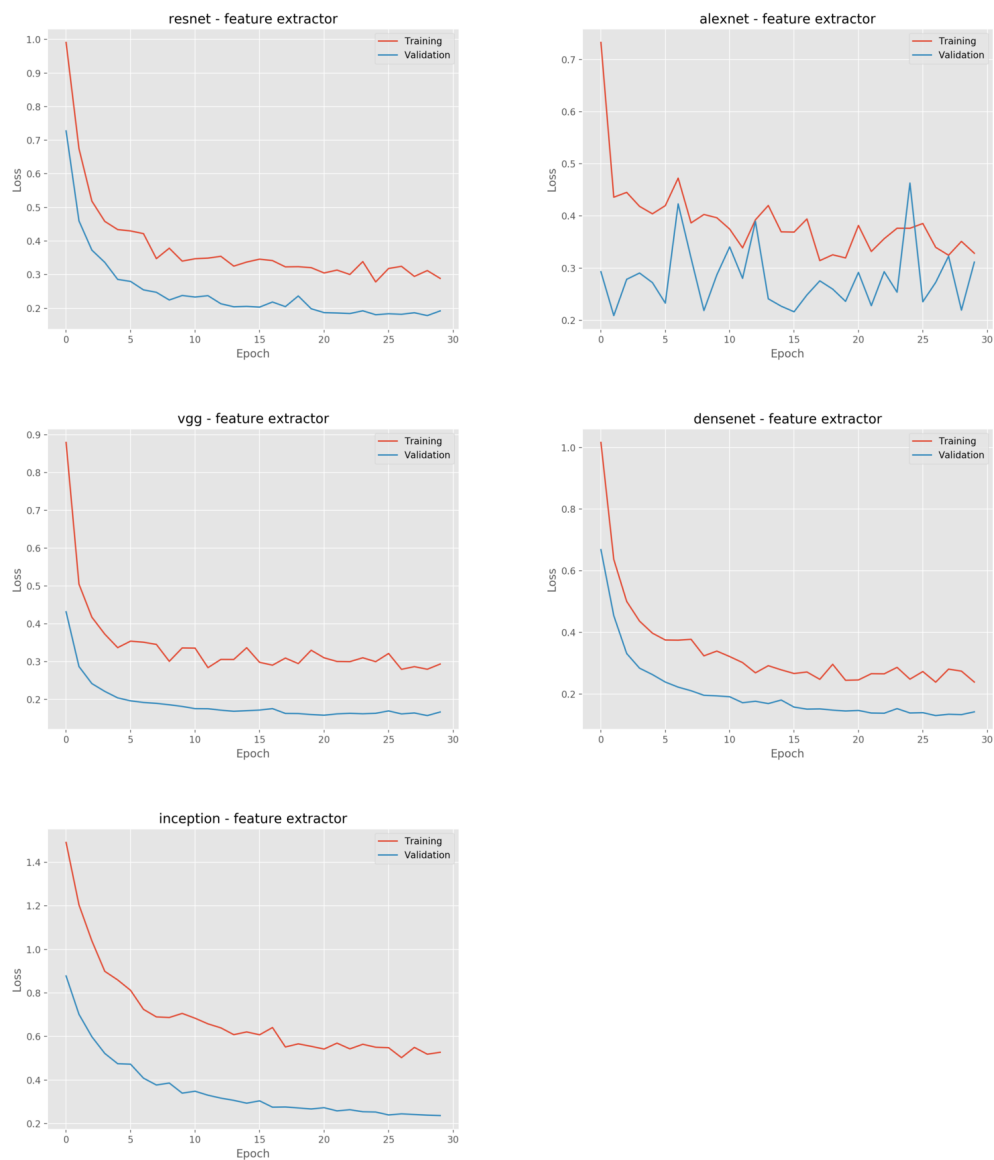 resnet - feature extractor
Training
Validation
Loss
1.0
0.9
0.8
0.7
0.6
0.5
0.4
0.3
0.2
0 5 10 15 20 25 30
Epoch
alexnet - feature extractor
Training
Validation
Loss
0.7
0.6
0.5
0.4
0.3
0.2
0 5 10 15 20 25 30
Epoch
vgg - feature extractor
Training
Validation
Loss
0.9
0.8
0.7
0.6
0.5
0.4
0.3
0.2
0 5 10 15 20 25 30
Epoch
densenet - feature extractor
Training
Validation
Loss
1.0
0.8
0.6
0.4
0.2
0 5 10 15 20 25 30
Epoch
inception - feature extractor
Training
Validation
Loss
1.4
1.2
1.0
0.8
0.6
0.4
0.2
0 5 10 15 20 25 30
Epoch